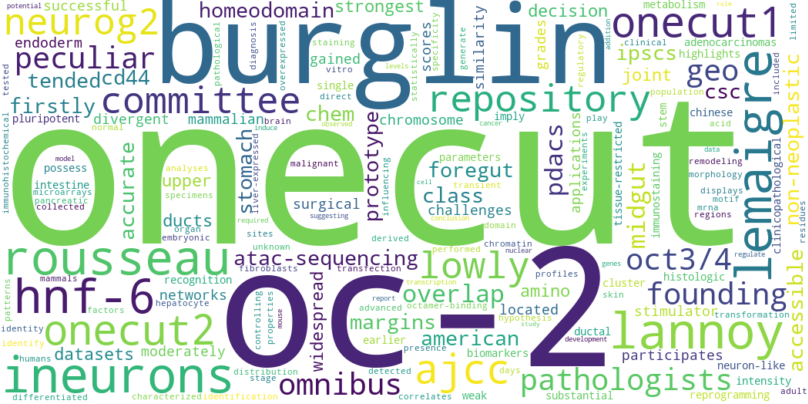 potential
successful
neurog2
endoderm
peculiar
firstly
tended
cd44
homeodomain
strongest
burglin
decision
gained
metabolism
role
onecut1
adenocarcinomas
ipscs
highlights
joint
geo
csc
chromosome
population
chinese
imply
play
acid
stem
limited
clinical
included
tested
grades
generate
similarity
scores
specificity
statistically
regulatory
overexpressed
diagnosis
pathological
staining
vitro
single
direct
levels
committee
repository
chem
divergent
mammalian
pluripotent
normal
brain
induce
observed
cancer
onecut
immunohistochemical
model
possess
intestine
microarrays
pancreatic
collected
accurate
analyses
upper
specimens
ducts
organ
embryonic
stomach
liver-expressed
malignant
required
surgical
sites
unknown
prototype
influencing
parameters
foregut
class
transient
challenges
cell
domain
suggesting
derived
conclusion
performed
pdacs
applications
experiments
immunostaining
tissue-restricted
midgut
data
remodeling
morphology
displays
motif
mrna
regions
lemaigre
clinicopathological
non-neoplastic
accessible
residues
rousseau
atac-sequencing
lowly
chromatin
nuclear
oct3/4
cluster
skin
genes
regulate
histologic
founding
stimulator
transformation
patterns
hnf-6
recognition
fibroblasts
transfection
networks
hepatocyte
mammals
factors
identity
identify
onecut2
datasets
moderately
humans
ineurons
differentiated
characterized
identification
distribution
stage
controlling
properties
mouse
widespread
omnibus
oc-2
profiles
octamer-binding
overlap
amino
located
transcription
hypothesis
report
advanced
margins
american
study
earlier
presence
ductal
biomarkers
detected
days
ajcc
correlates
weak
substantial
development
lannoy
participates
neuron-like
pathologists
intensity
reprogramming
adult